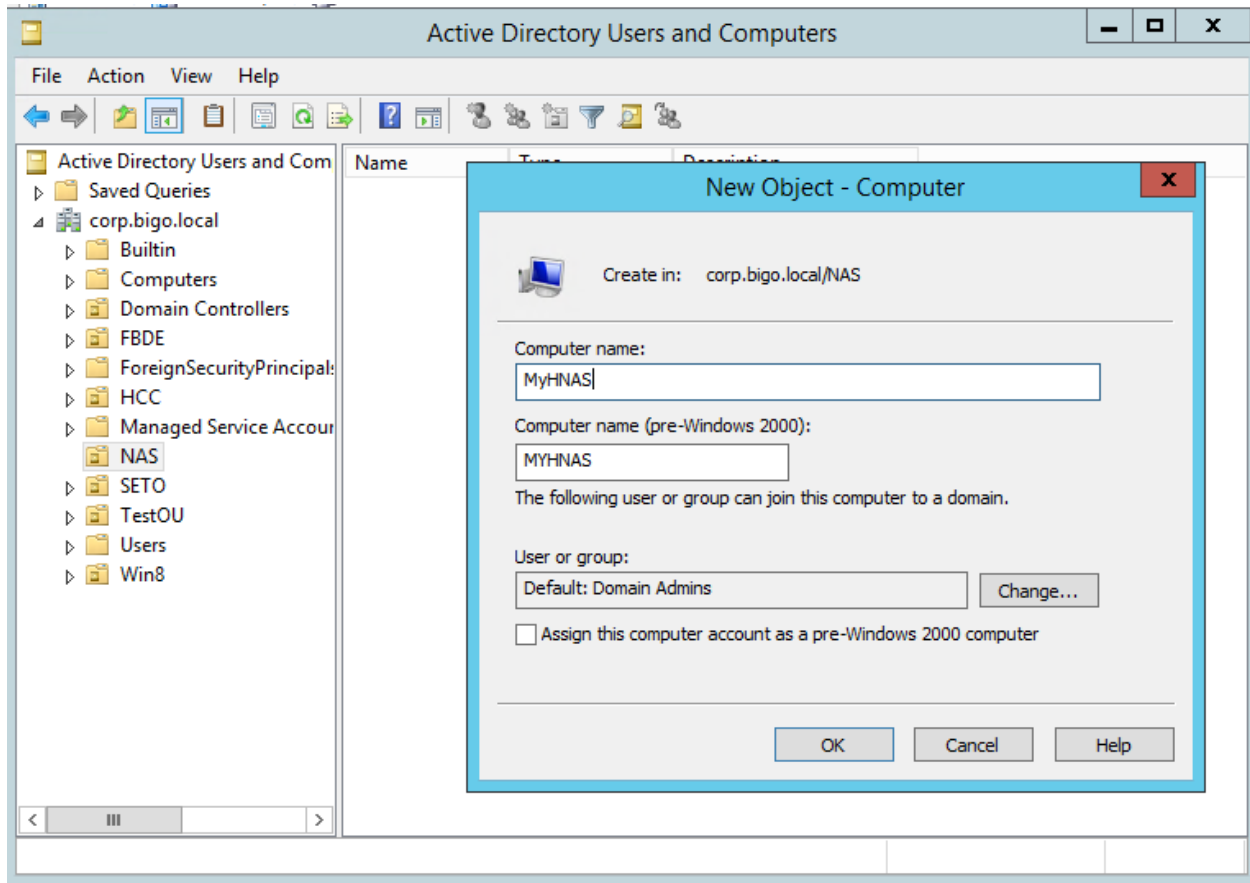 Active Directory Users and Computers
File Action View Help
Active Directory Users and Com
Name Type Description
Saved Queries
corp.bigo.local
Builtin
Computers
Domain Controllers
FBDE
ForeignSecurityPrincipals
HCC
Managed Service Accour
NAS
SETO
TestOU
Users
Win8
New Object - Computer
Create in: corp.bigo.local/NAS
Computer name:
MyHNAS
Computer name (pre-Windows 2000):
MYHNAS
The following user or group can join this computer to a domain.
User or group:
Default: Domain Admins
Change...
Assign this computer account as a pre-Windows 2000 computer
OK Cancel Help